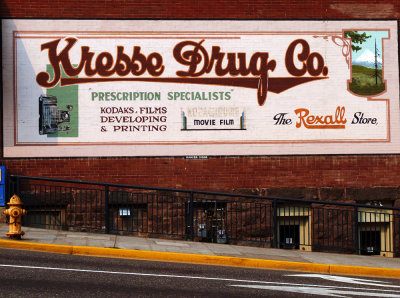 Kresse Drug Co.
"PRESCRIPTION SPECIALISTS"
KODAKS, FILMS
DEVELOPING
& PRINTING
MOVIE FILM
The Rexall Store.